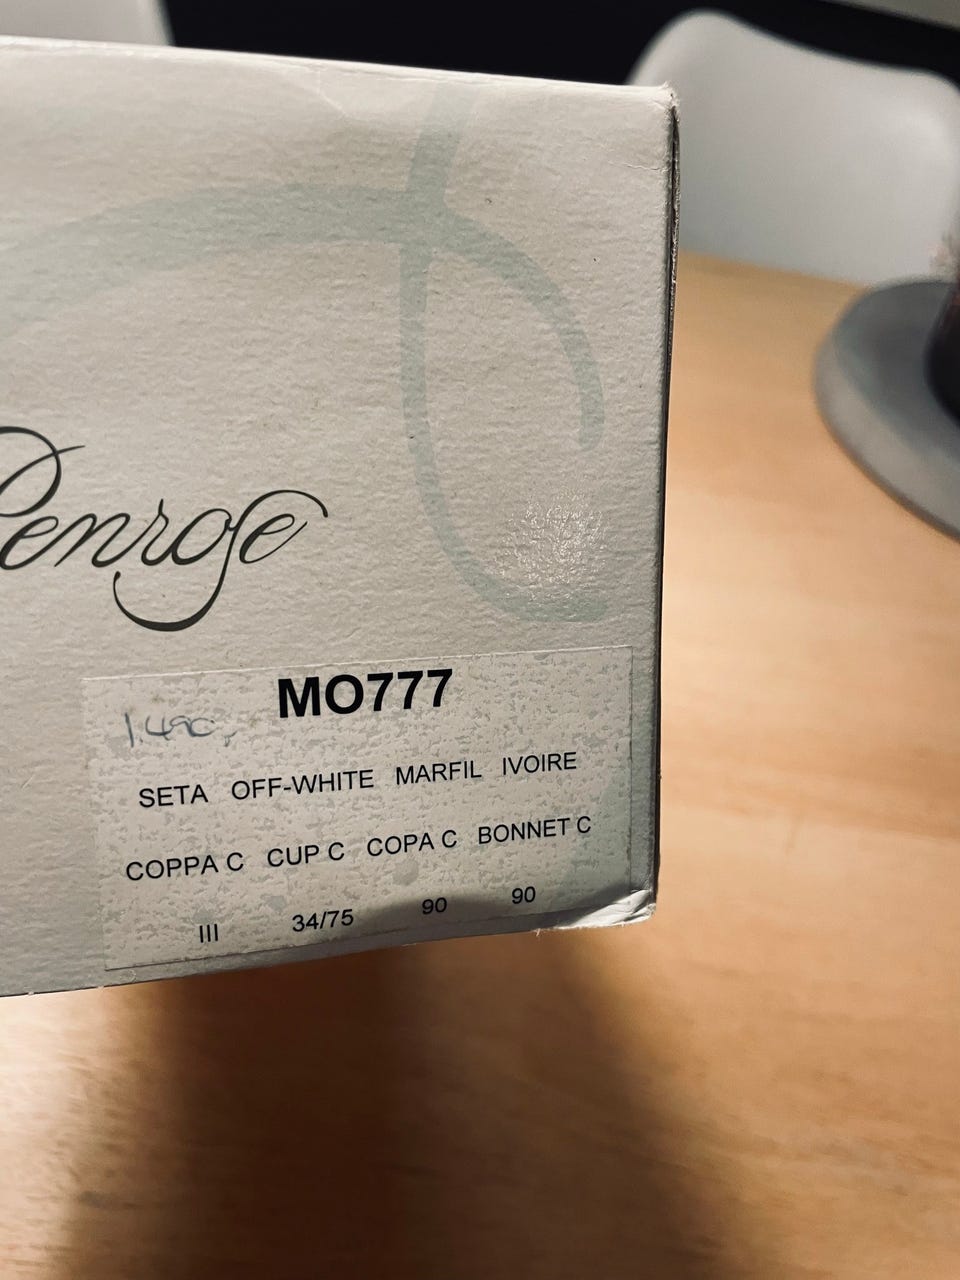 Penrose
MO777
1.490,
SETA OFF-WHITE MARFIL IVOIRE
COPPA C CUP C COPA C BONNET C
III 34/75 90 90